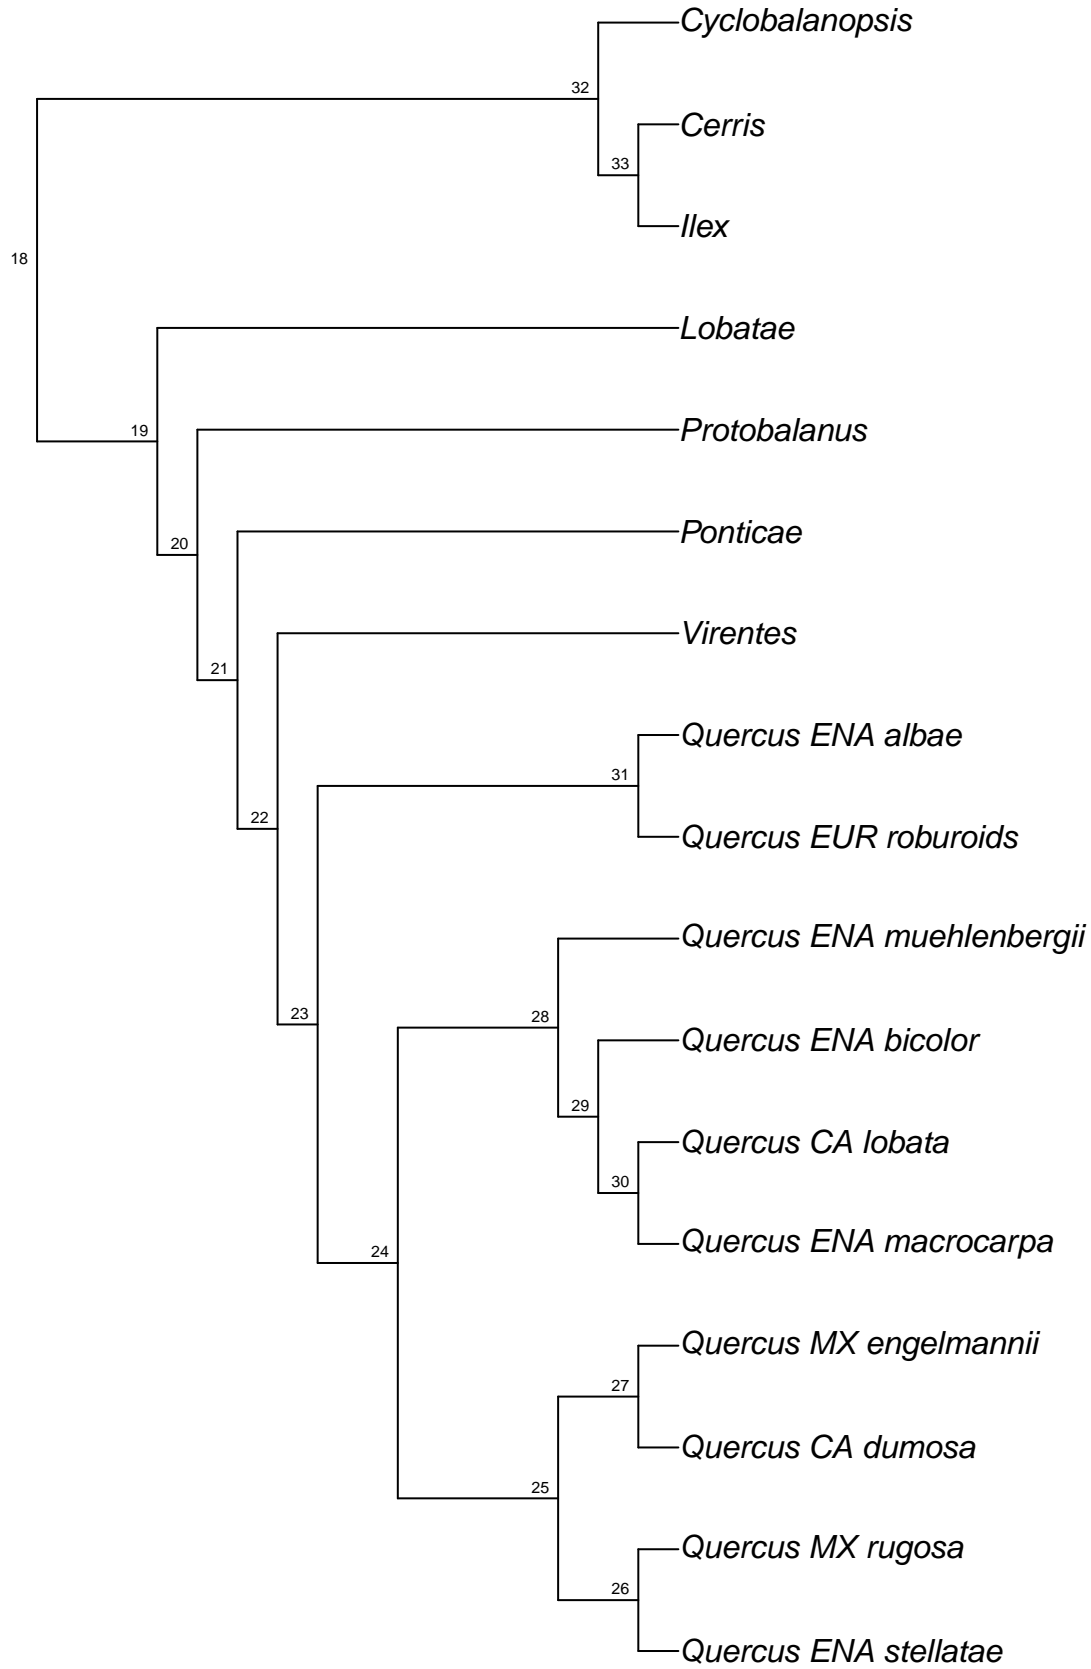 Cyclobalanopsis
32
Cerris
33
Ilex
18
Lobatae
19
Protobalanus
20
Ponticae
21
Virentes
22
Quercus ENA albae
31
Quercus EUR roburoids
23
Quercus ENA muehlenbergii
28
Quercus ENA bicolor
29
Quercus CA lobata
30
Quercus ENA macrocarpa
24
Quercus MX engelmannii
27
Quercus CA dumosa
25
Quercus MX rugosa
26
Quercus ENA stellatae